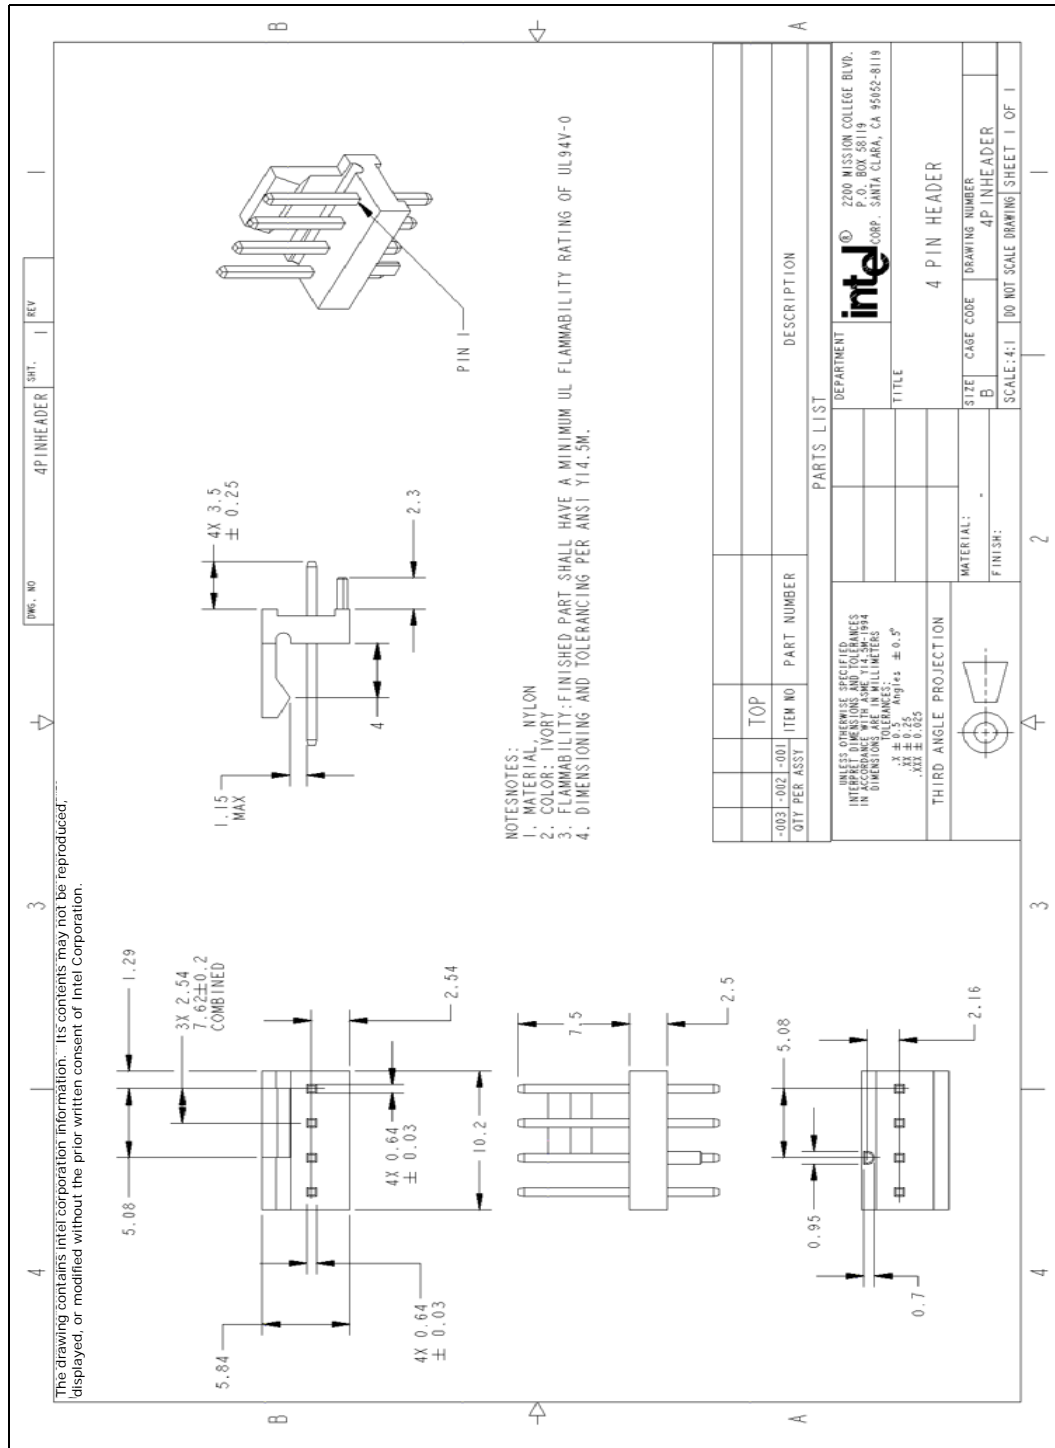 The drawing contains intel corporation information. Its contents may not be reproduced,
displayed, or modified without the prior written consent of Intel Corporation.
DWG. NO
4PINHEADER
SHT.
1
REV
4
3
2
1
B
A
5.08
1.29
3X 2.54
7.62±0.2
COMBINED
5.84
4X 0.64
± 0.03
4X 0.64
± 0.03
2.54
10.2
7.5
2.5
5.08
0.95
0.7
2.16
1.15
MAX
4
4X 3.5
± 0.25
2.3
PIN 1
NOTESNOTES:
1. MATERIAL, NYLON
2. COLOR: IVORY
3. FLAMMABILITY:FINISHED PART SHALL HAVE A MINIMUM UL FLAMMABILITY RATING OF UL94V-0
4. DIMENSIONING AND TOLERANCING PER ANSI Y14.5M.
TOP
-003 -002 -001 ITEM NO PART NUMBER DESCRIPTION
QTY PER ASSY
PARTS LIST
UNLESS OTHERWISE SPECIFIED
INTERPRET DIMENSIONS AND TOLERANCES
IN ACCORDANCE WITH ASME Y14.5M-1994
DIMENSIONS ARE IN MILLIMETERS
TOLERANCES:
.X ± 0.5 Angles ±0.5°
.XX ± 0.25
.XXX ± 0.025
THIRD ANGLE PROJECTION
MATERIAL: -
FINISH:
DEPARTMENT
intel®
CORP.
2200 MISSION COLLEGE BLVD.
P.O. BOX 58119
SANTA CLARA, CA 95052-8119
TITLE
4 PIN HEADER
SIZE
B
CAGE CODE
DRAWING NUMBER
4PINHEADER
SCALE:4:1
DO NOT SCALE DRAWING
SHEET 1 OF 1
B
A
4
3
2